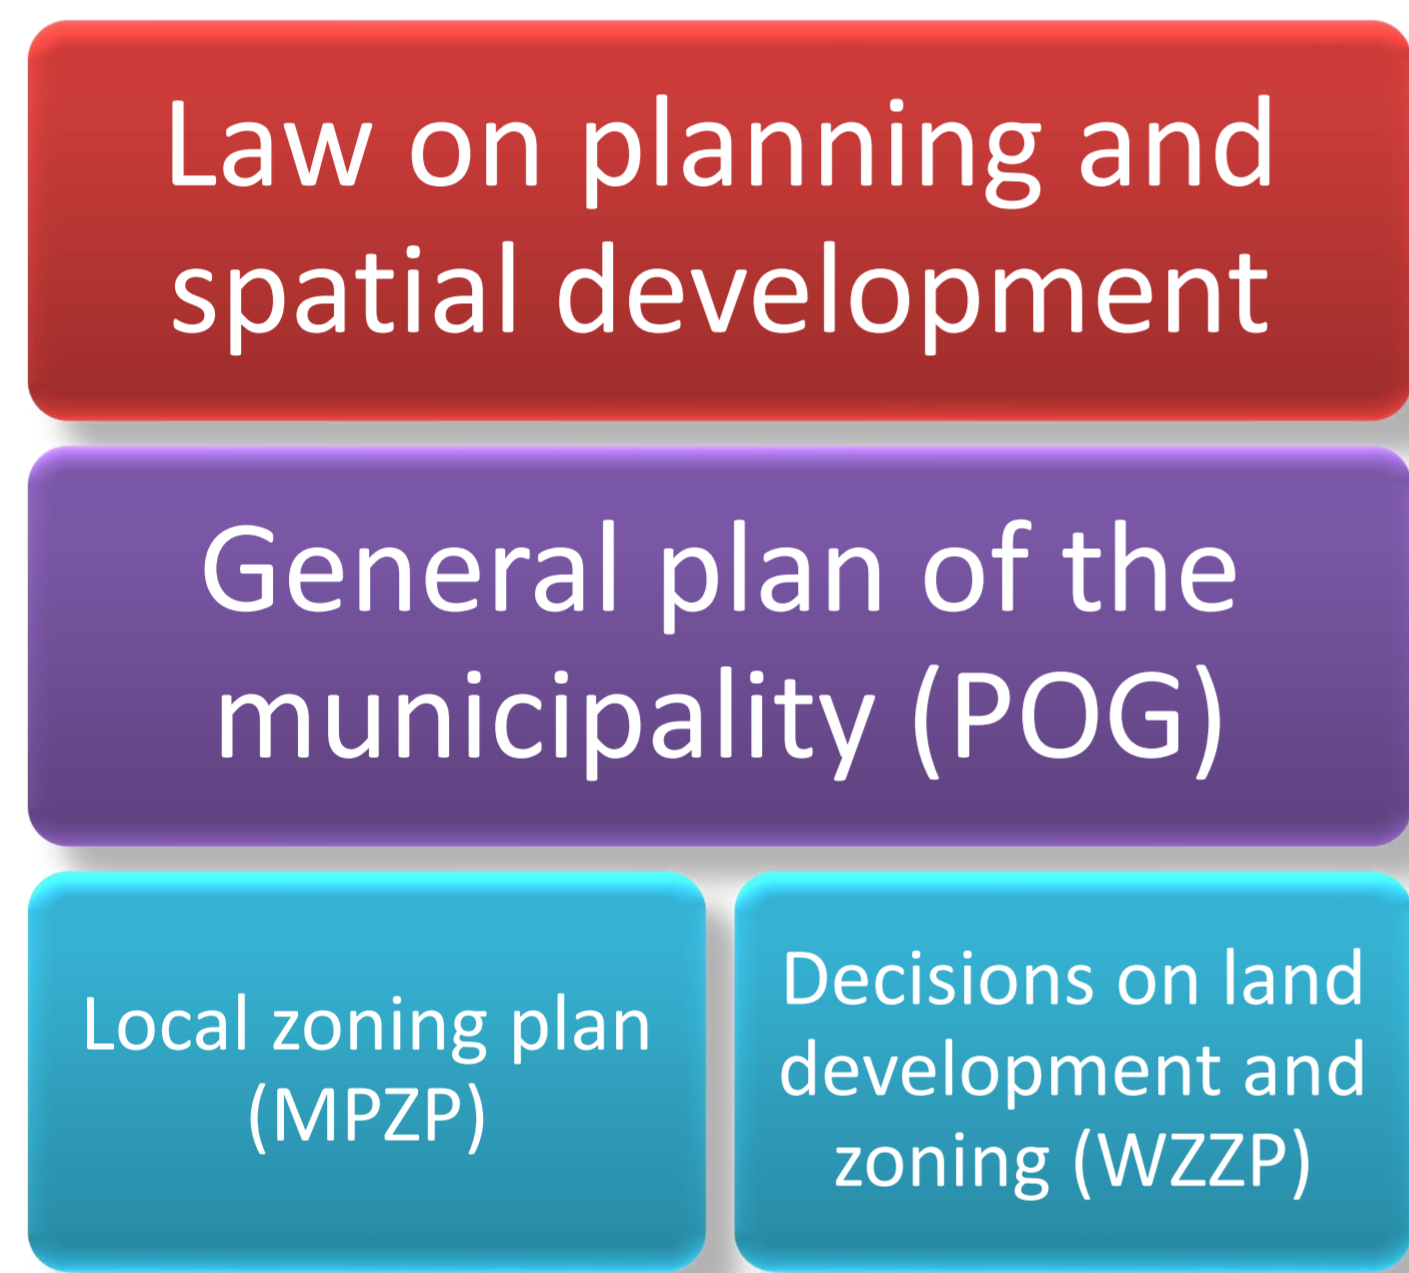 Law on planning and
spatial development
General plan of the
municipality (POG)
Local zoning plan
(MPZP)
Decisions on land
development and
zoning (WZZP)